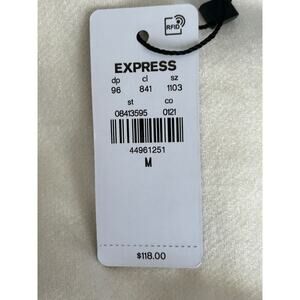 RFID
EXPRESS
dp cl sz
96 841 1103
st co
08413595 0121
44961251
M
$118.00